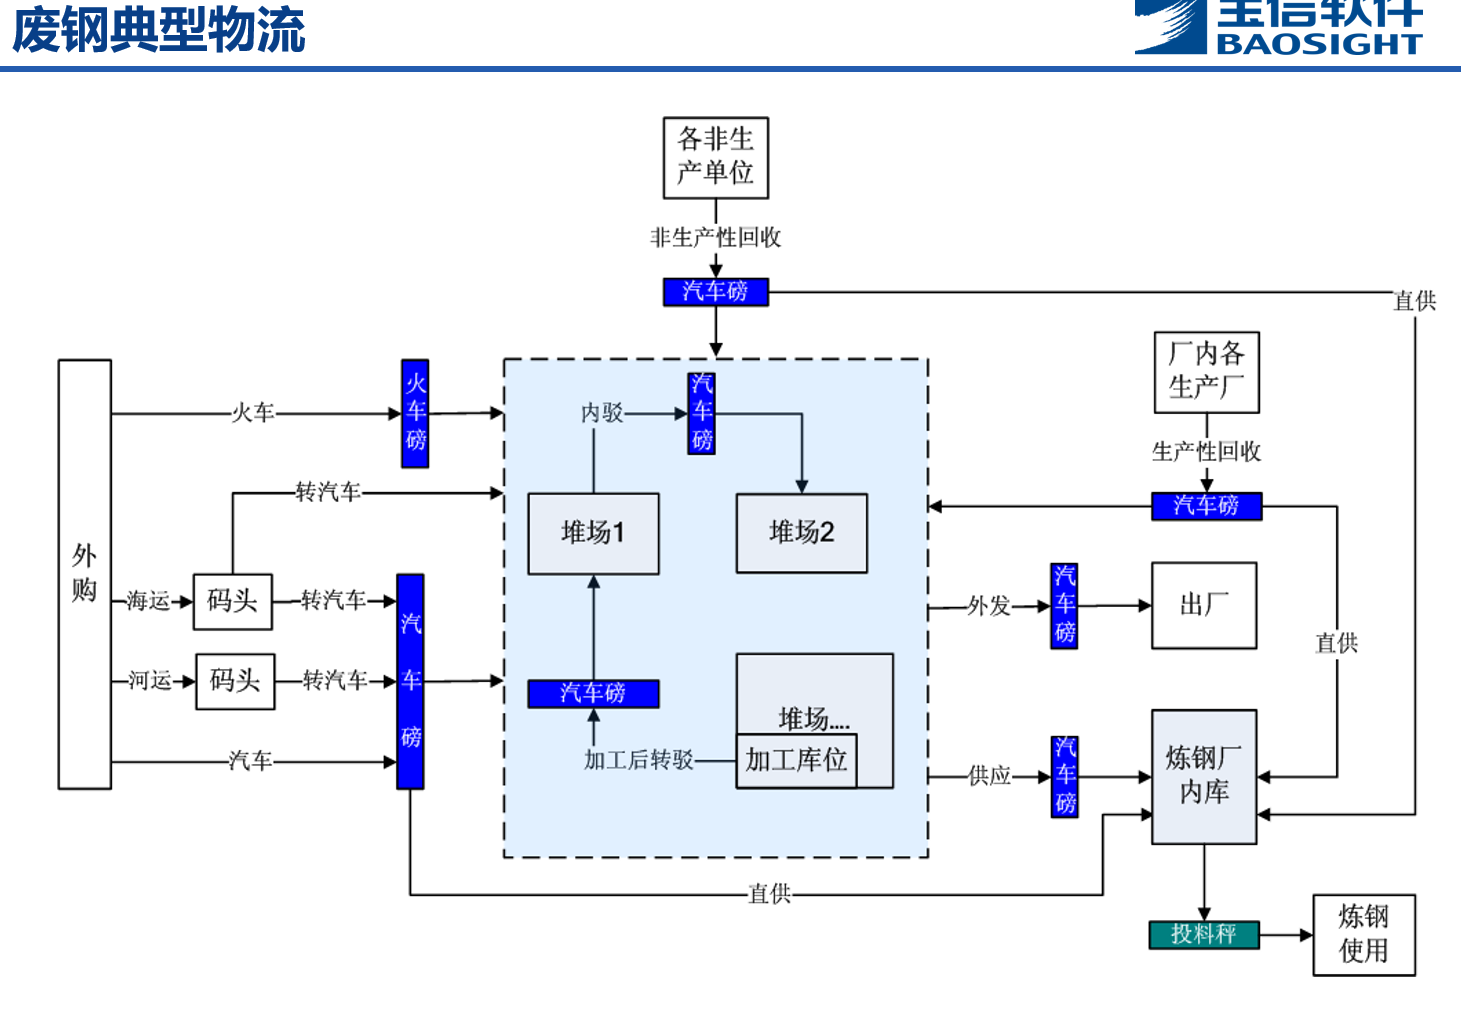 废钢典型物流
宝信软件
BAOSIGHT
各非生
产单位
非生产性回收
汽车磅
直供
厂内各
生产厂
生产性回收
汽车磅
火车
火车磅
内驳
汽车磅
转汽车
堆场1
堆场2
外购
海运
码头
转汽车
汽车磅
外发
汽车磅
出厂
直供
河运
码头
转汽车
汽车磅
堆场....
加工后转驳
加工库位
汽车
供应
汽车磅
炼钢厂
内库
直供
投料秤
炼钢
使用